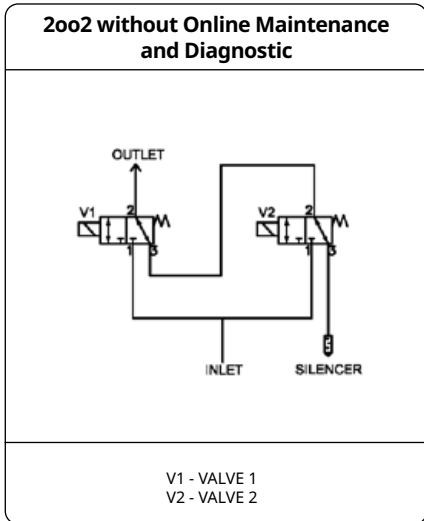 2oo2 without Online Maintenance
and Diagnostic
OUTLET
V1
2
V2
2
1
3
1
3
INLET
SILENCER
V1 - VALVE 1
V2 - VALVE 2